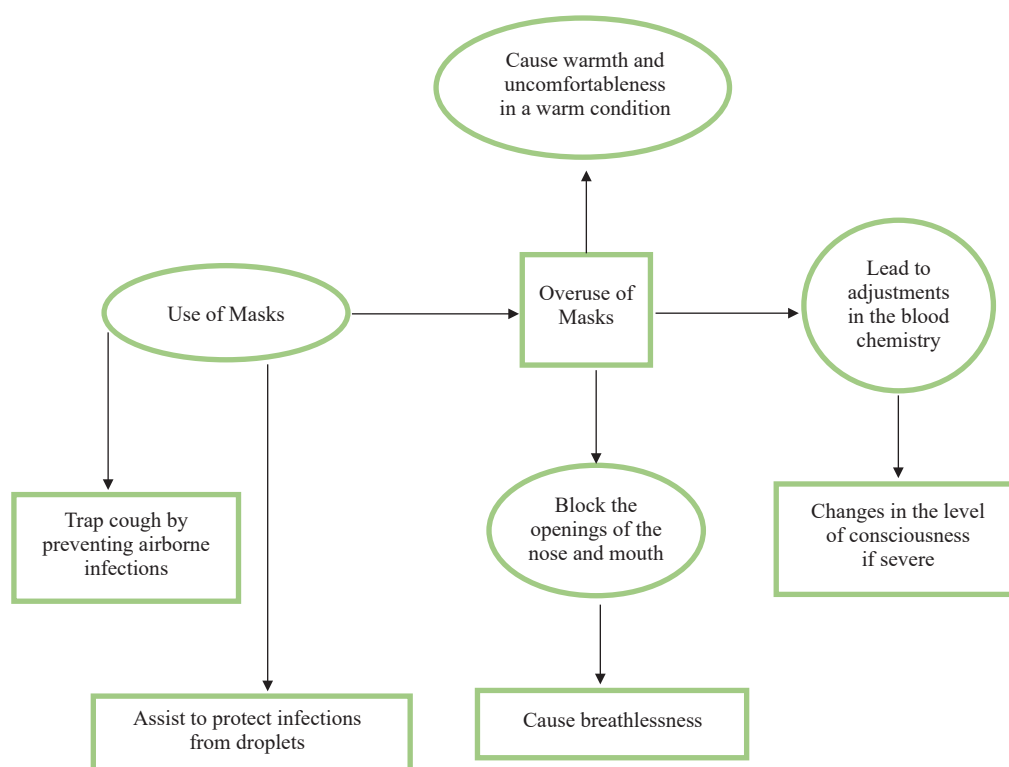 Cause warmth and
uncomfortableness
in a warm condition
Use of Masks
Overuse of
Masks
Lead to
adjustments
in the blood
chemistry
Trap cough by
preventing airborne
infections
Block the
openings of the
nose and mouth
Changes in the level
of consciousness
if severe
Assist to protect infections
from droplets
Cause breathlessness